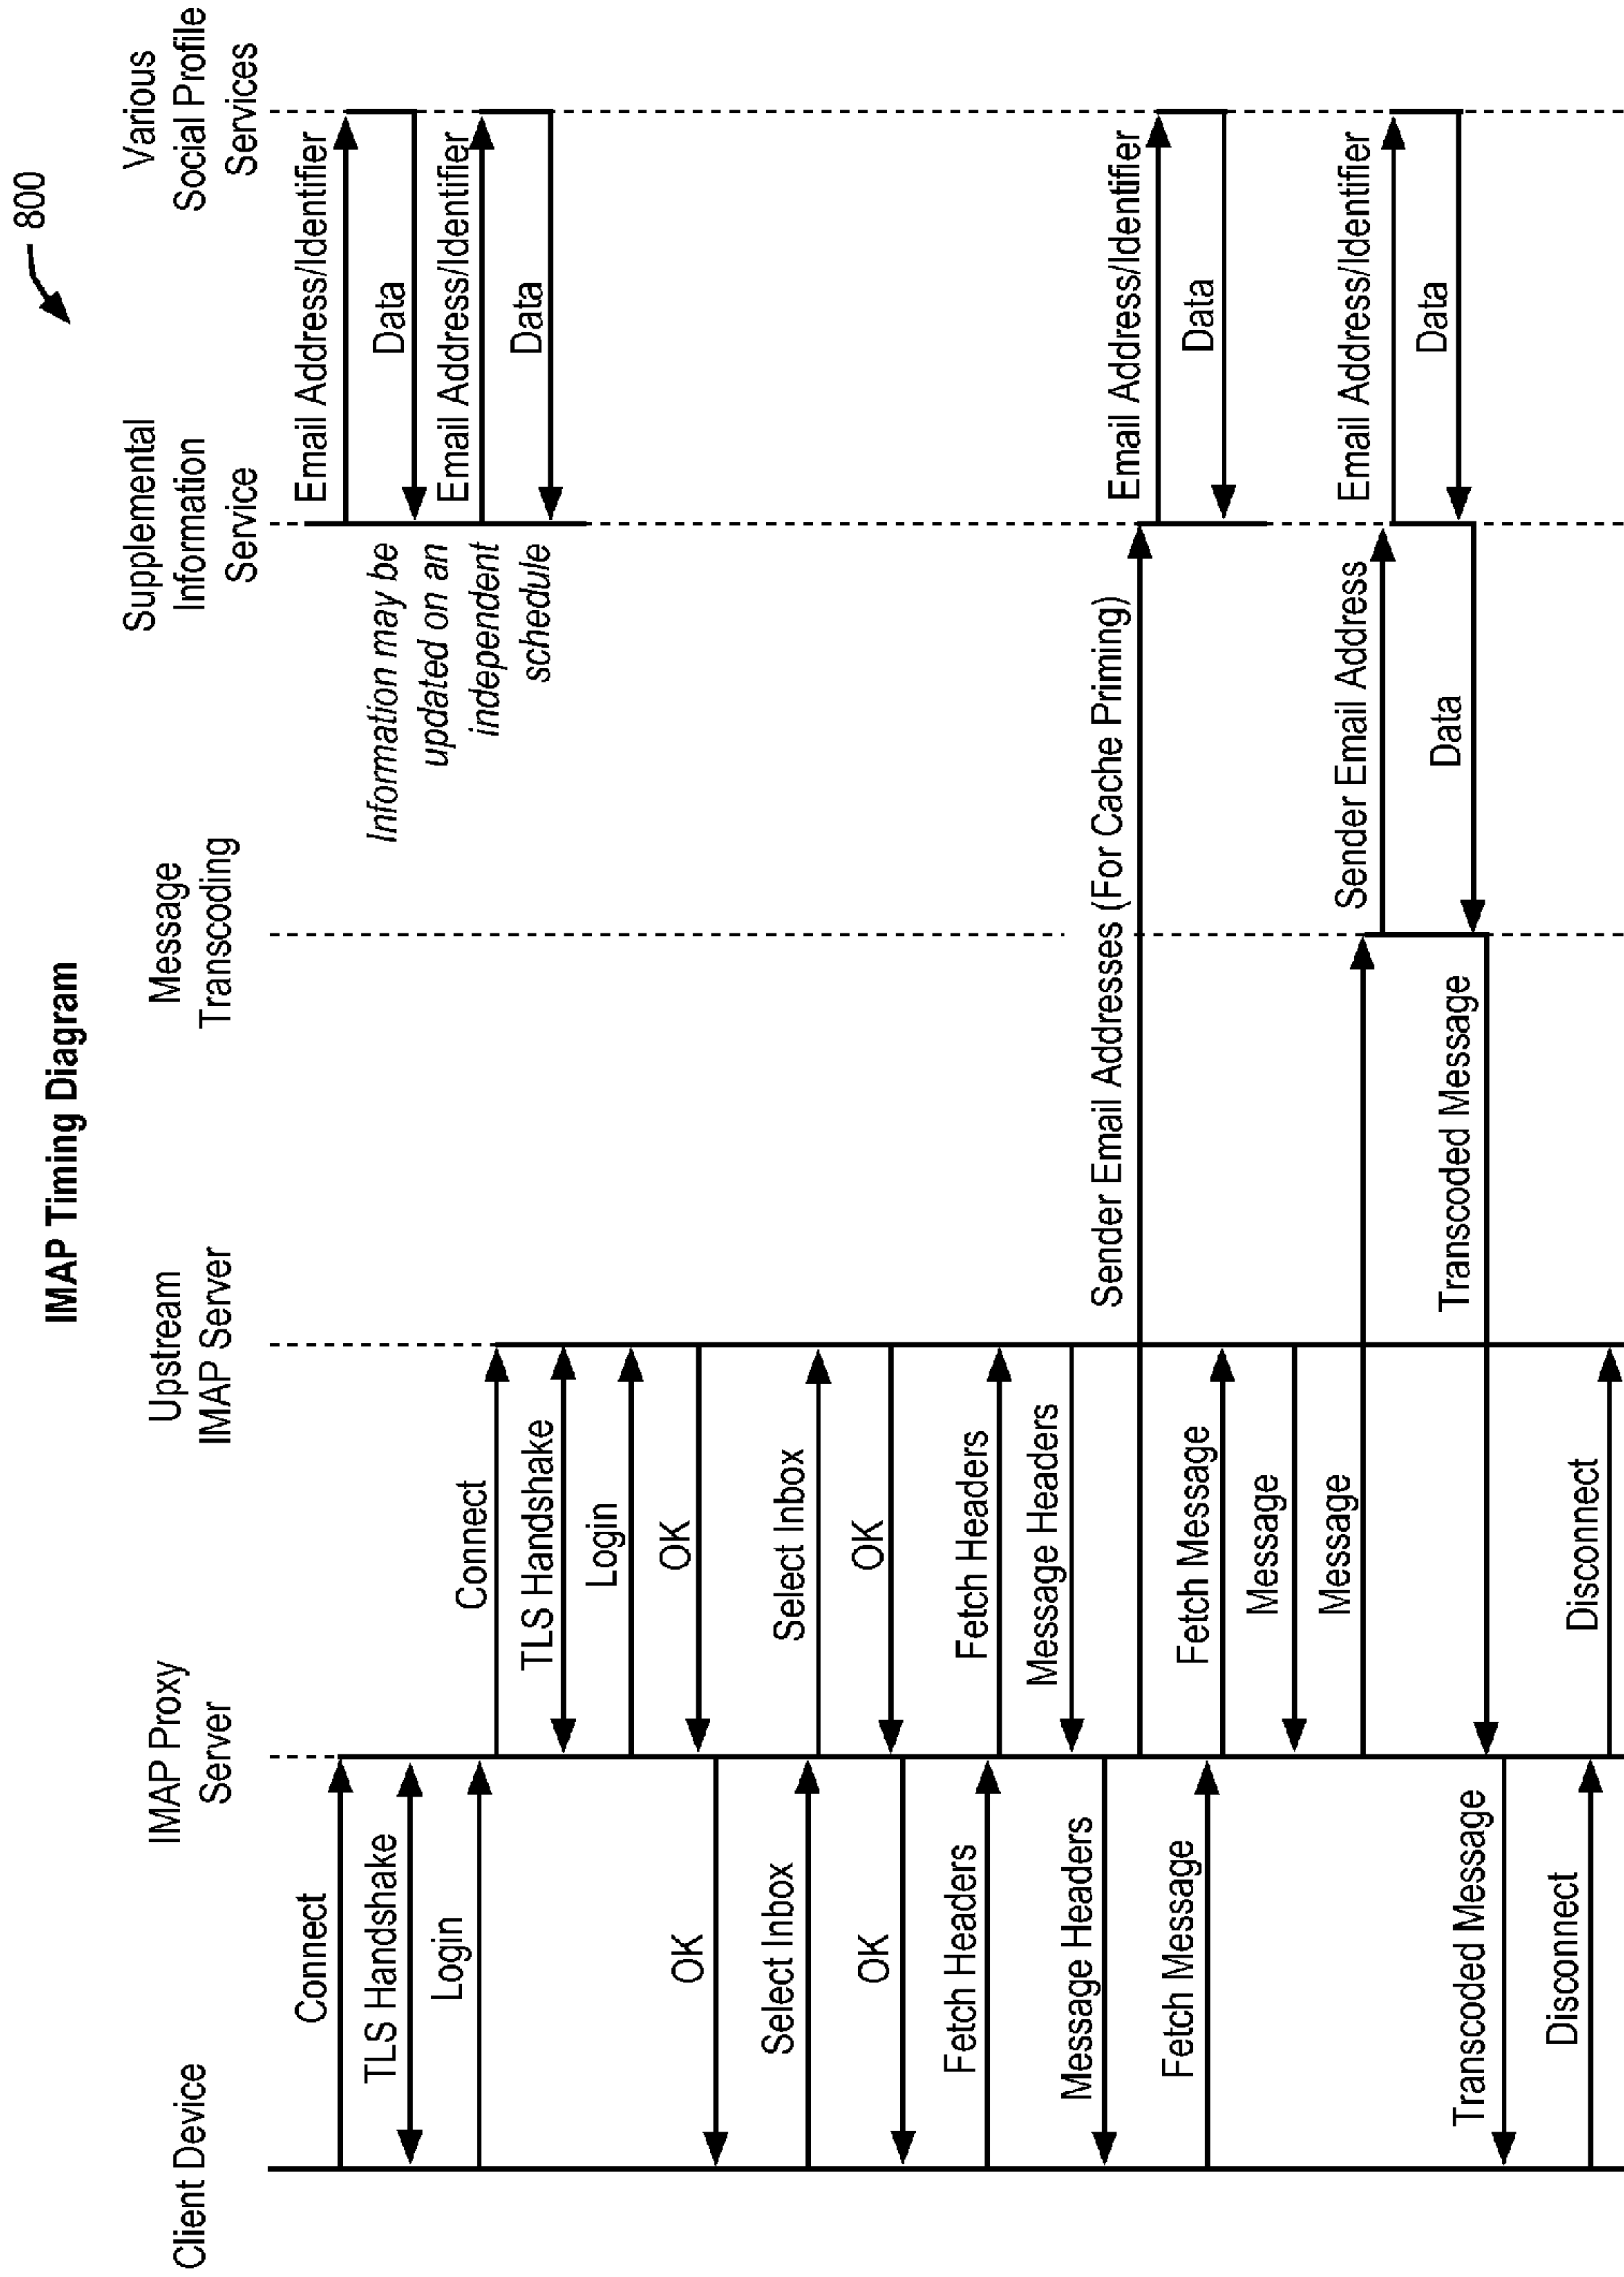 IMAP Timing Diagram
800
Client Device
IMAP Proxy
Server
Upstream
IMAP Server
Message
Transcoding
Supplemental
Information
Service
Various
Social Profile
Services
Connect
Email Address/Identifier
TLS Handshake
Data
Information may be
updated on an
independent
schedule
Login
Connect
Email Address/Identifier
TLS Handshake
Data
Login
OK
OK
Select Inbox
Select Inbox
OK
OK
Fetch Headers
Fetch Headers
Message Headers
Message Headers
Sender Email Addresses (For Cache Priming)
Email Address/Identifier
Fetch Message
Fetch Message
Data
Message
Message
Sender Email Address
Email Address/Identifier
Data
Data
Transcoded Message
Transcoded Message
Disconnect
Disconnect